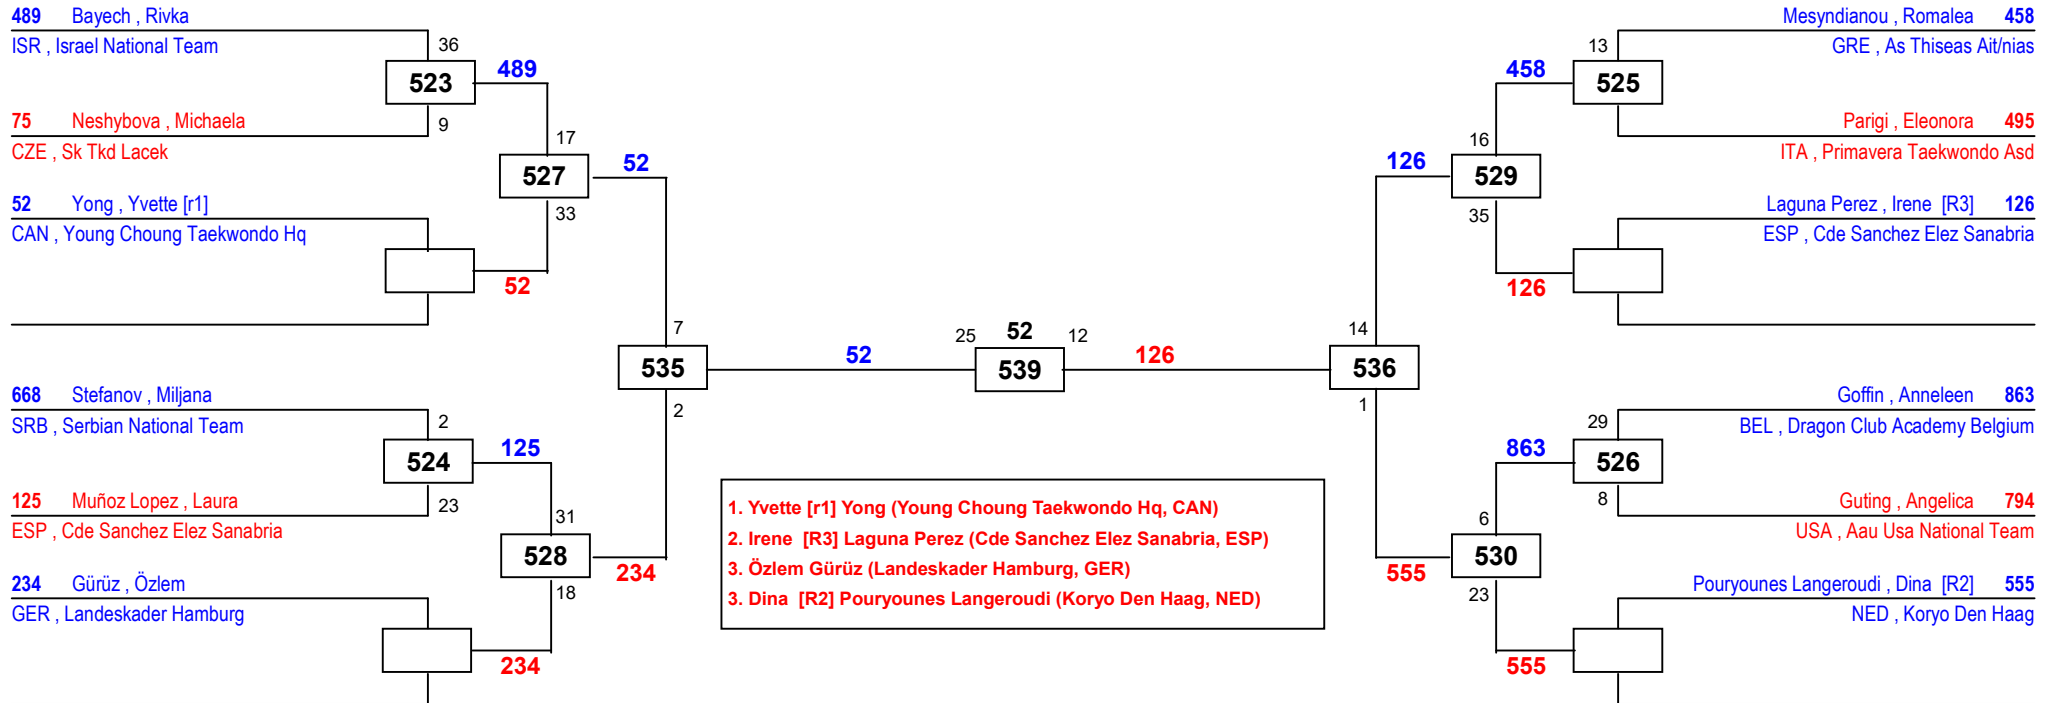 489 Bayech , Rivka
ISR , Israel National Team
36
523
489
9
75 Neshybova , Michaela
CZE , Sk Tkd Lacek
17
527
52
33
52 Yong , Yvette [r1]
CAN , Young Choung Taekwondo Hq
52
7
535
52
2
668 Stefanov , Miljana
SRB , Serbian National Team
2
524
125
23
125 Muñoz Lopez , Laura
ESP , Cde Sanchez Elez Sanabria
31
528
234
18
234 Gürüz , Özlem
GER , Landeskader Hamburg
234
25 52 12
539
126
1. Yvette [r1] Yong (Young Choung Taekwondo Hq, CAN)
2. Irene [R3] Laguna Perez (Cde Sanchez Elez Sanabria, ESP)
3. Özlem Gürüz (Landeskader Hamburg, GER)
3. Dina [R2] Pouryounes Langeroudi (Koryo Den Haag, NED)
Mesyndianou , Romalea 458
GRE , As Thiseas Ait/nias
13
458
525
Parigi , Eleonora 495
ITA , Primavera Taekwondo Asd
16
126
529
35
Laguna Perez , Irene [R3] 126
ESP , Cde Sanchez Elez Sanabria
126
14
536
1
Goffin , Anneleen 863
BEL , Dragon Club Academy Belgium
29
863
526
8
Guting , Angelica 794
USA , Aau Usa National Team
6
530
555
23
Pouryounes Langeroudi , Dina [R2] 555
NED , Koryo Den Haag
555